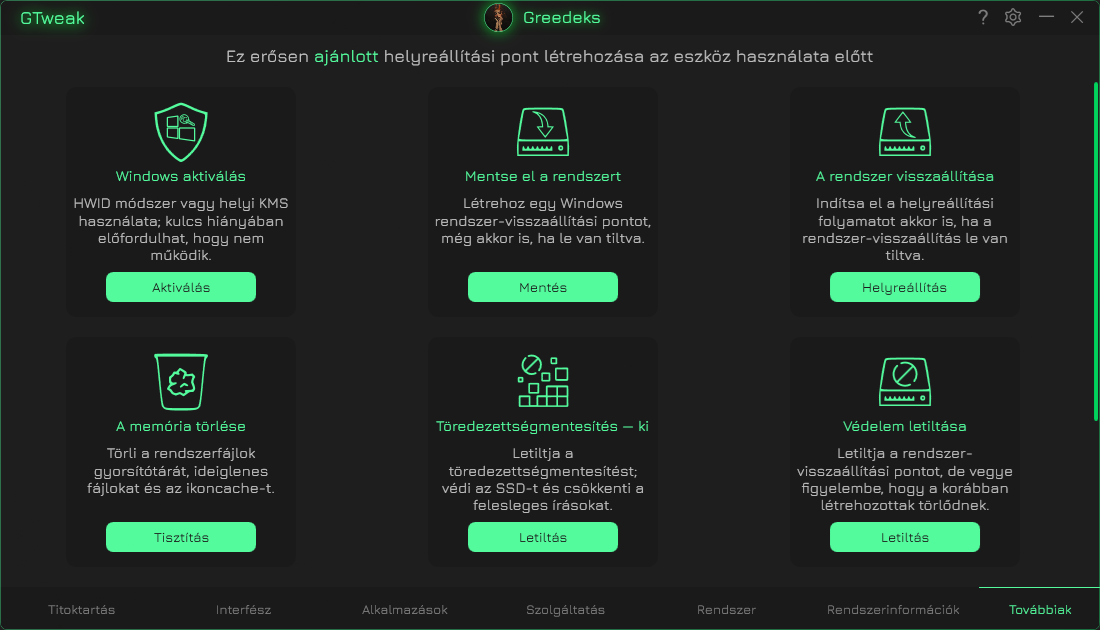 GTweak
Greedeks
?
Ez erősen ajánlott helyreállítási pont létrehozása az eszköz használata előtt
Windows aktiválás
HWID módszer vagy helyi KMS
használata; kulcs hiányában
előfordulhat, hogy nem
működik.
Aktiválás
Mentse el a rendszert
Létrehoz egy Windows
rendszer-visszaállítási pontot,
még akkor is, ha le van tiltva.
Mentés
A rendszer visszaállítása
Indítsa el a helyreállítási
folyamatot akkor is, ha a
rendszer-visszaállítás le van
tiltva.
Helyreállítás
A memória törlése
Törli a rendszerfájlok
gyorsítótárát, ideiglenes
fájlokat és az ikoncache-t.
Tisztítás
Töredezettségmentesítés — ki
Letiltja a
töredezettségmentesítést;
védi az SSD-t és csökkenti a
felesleges írásokat.
Letiltás
Védelem letiltása
Letiltja a rendszer-
visszaállítási pontot, de vegye
figyelembe, hogy a korábban
létrehozottak törlődnek.
Letiltás
Titoktartás
Interfész
Alkalmazások
Szolgáltatás
Rendszer
Rendszerinformációk
Továbbiak